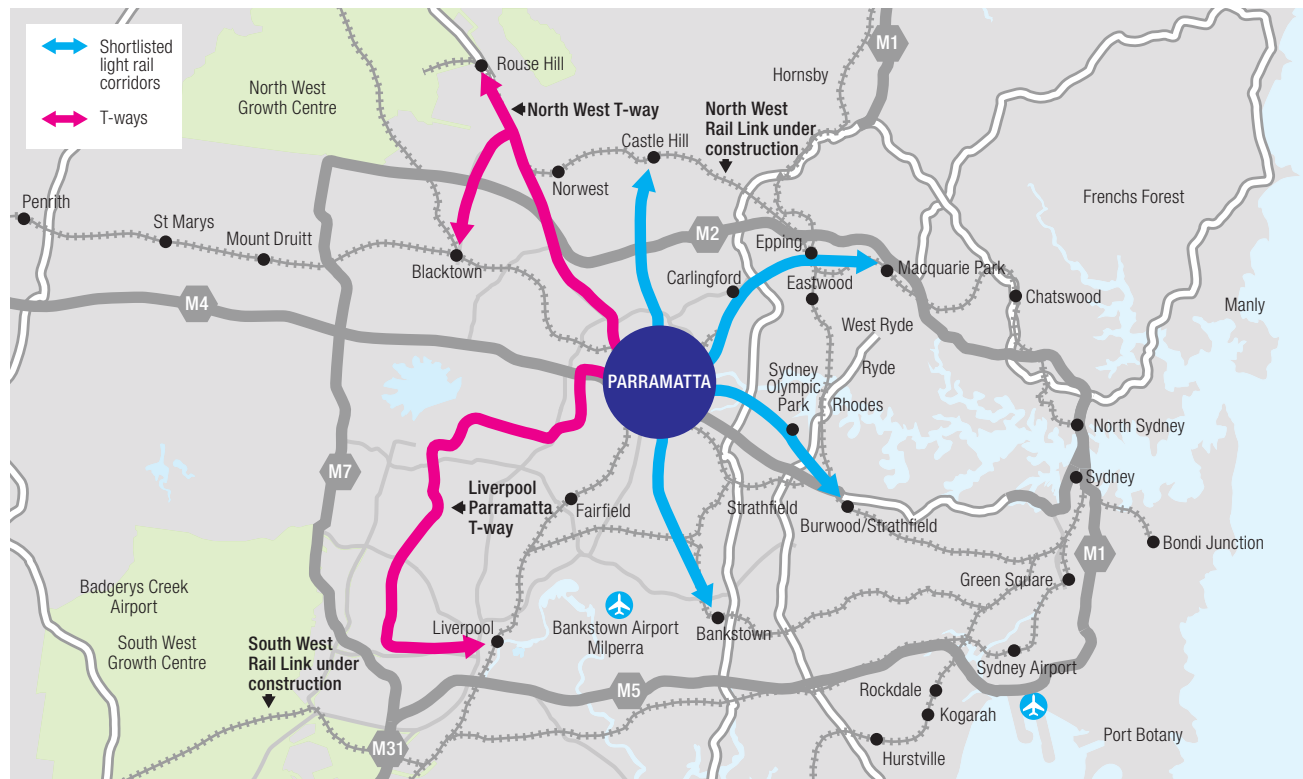 Shortlisted
light rail
corridors
T-ways
North West
Growth Centre
Rouse Hill
North West T-way
Hornsby
M1
North West
Rail Link under
construction
Castle Hill
Norwest
Frenchs Forest
Penrith
St Marys
Mount Druitt
Blacktown
M2
Epping
Macquarie Park
Carlingford
Eastwood
Chatswood
Manly
M4
West Ryde
Ryde
Sydney
Olympic
Park
Rhodes
PARRAMATTA
North Sydney
Sydney
M7
Liverpool
Parramatta
T-way
Fairfield
Strathfield
Burwood/Strathfield
Bondi Junction
M1
Green Square
Badgerys Creek
Airport
South West
Growth Centre
South West
Rail Link under
construction
Liverpool
Bankstown Airport
Milperra
Bankstown
Sydney Airport
M5
Rockdale
Kogarah
Hurstville
Port Botany
M31